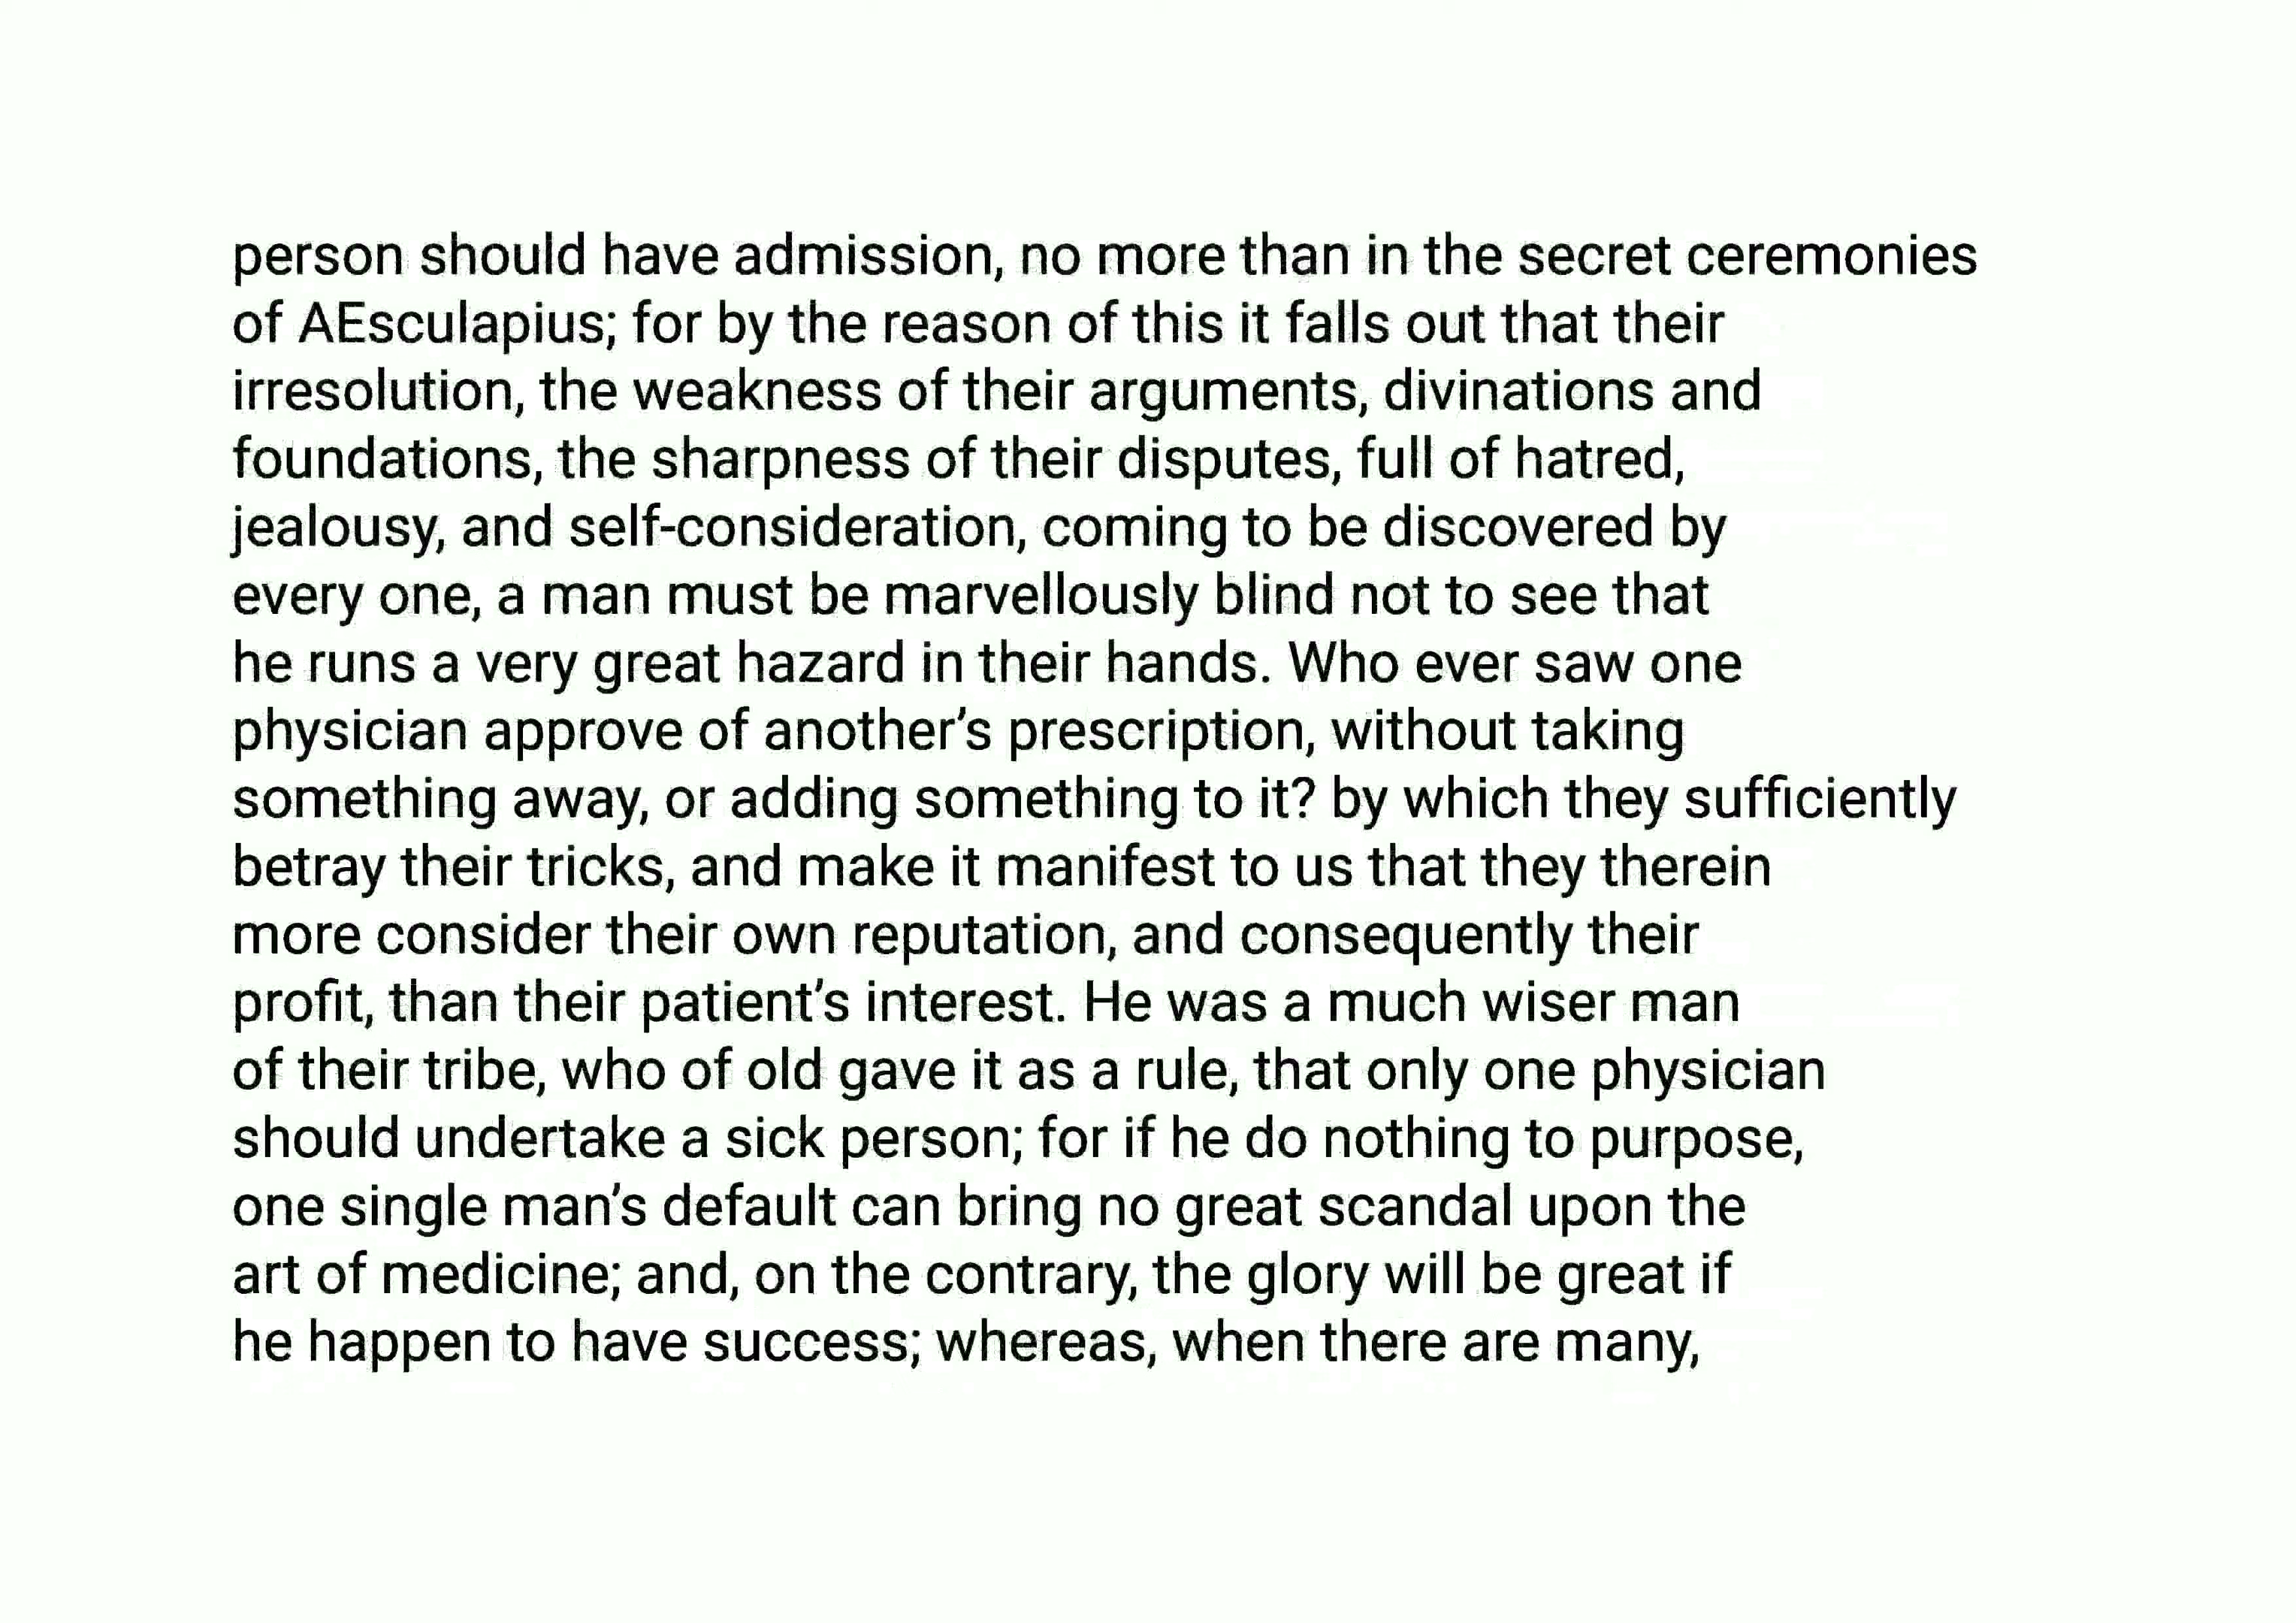 person should have admission, no more than in the secret ceremonies
of AEsculapius; for by the reason of this it falls out that their
irresolution, the weakness of their arguments, divinations and
foundations, the sharpness of their disputes, full of hatred,
jealousy, and self-consideration, coming to be discovered by
every one, a man must be marvellously blind not to see that
he runs a very great hazard in their hands. Who ever saw one
physician approve of another’s prescription, without taking
something away, or adding something to it? by which they sufficiently
betray their tricks, and make it manifest to us that they therein
more consider their own reputation, and consequently their
profit, than their patient’s interest. He was a much wiser man
of their tribe, who of old gave it as a rule, that only one physician
should undertake a sick person; for if he do nothing to purpose,
one single man’s default can bring no great scandal upon the
art of medicine; and, on the contrary, the glory will be great if
he happen to have success; whereas, when there are many,